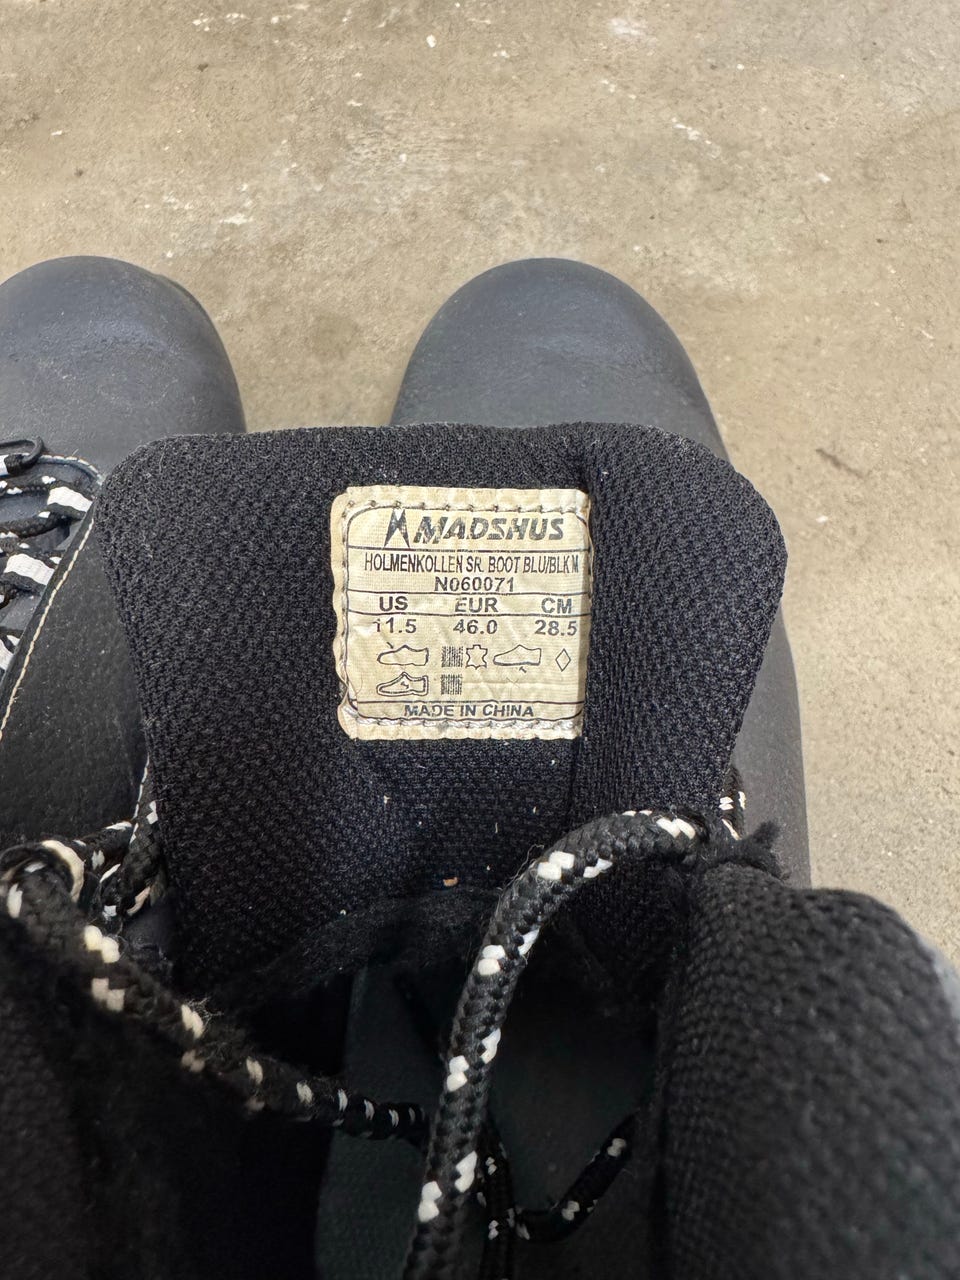 MADSHUS
HOLMENKOLLEN SR. BOOT BLU/BLK M
N060071
US EUR CM
11.5 46.0 28.5
MADE IN CHINA